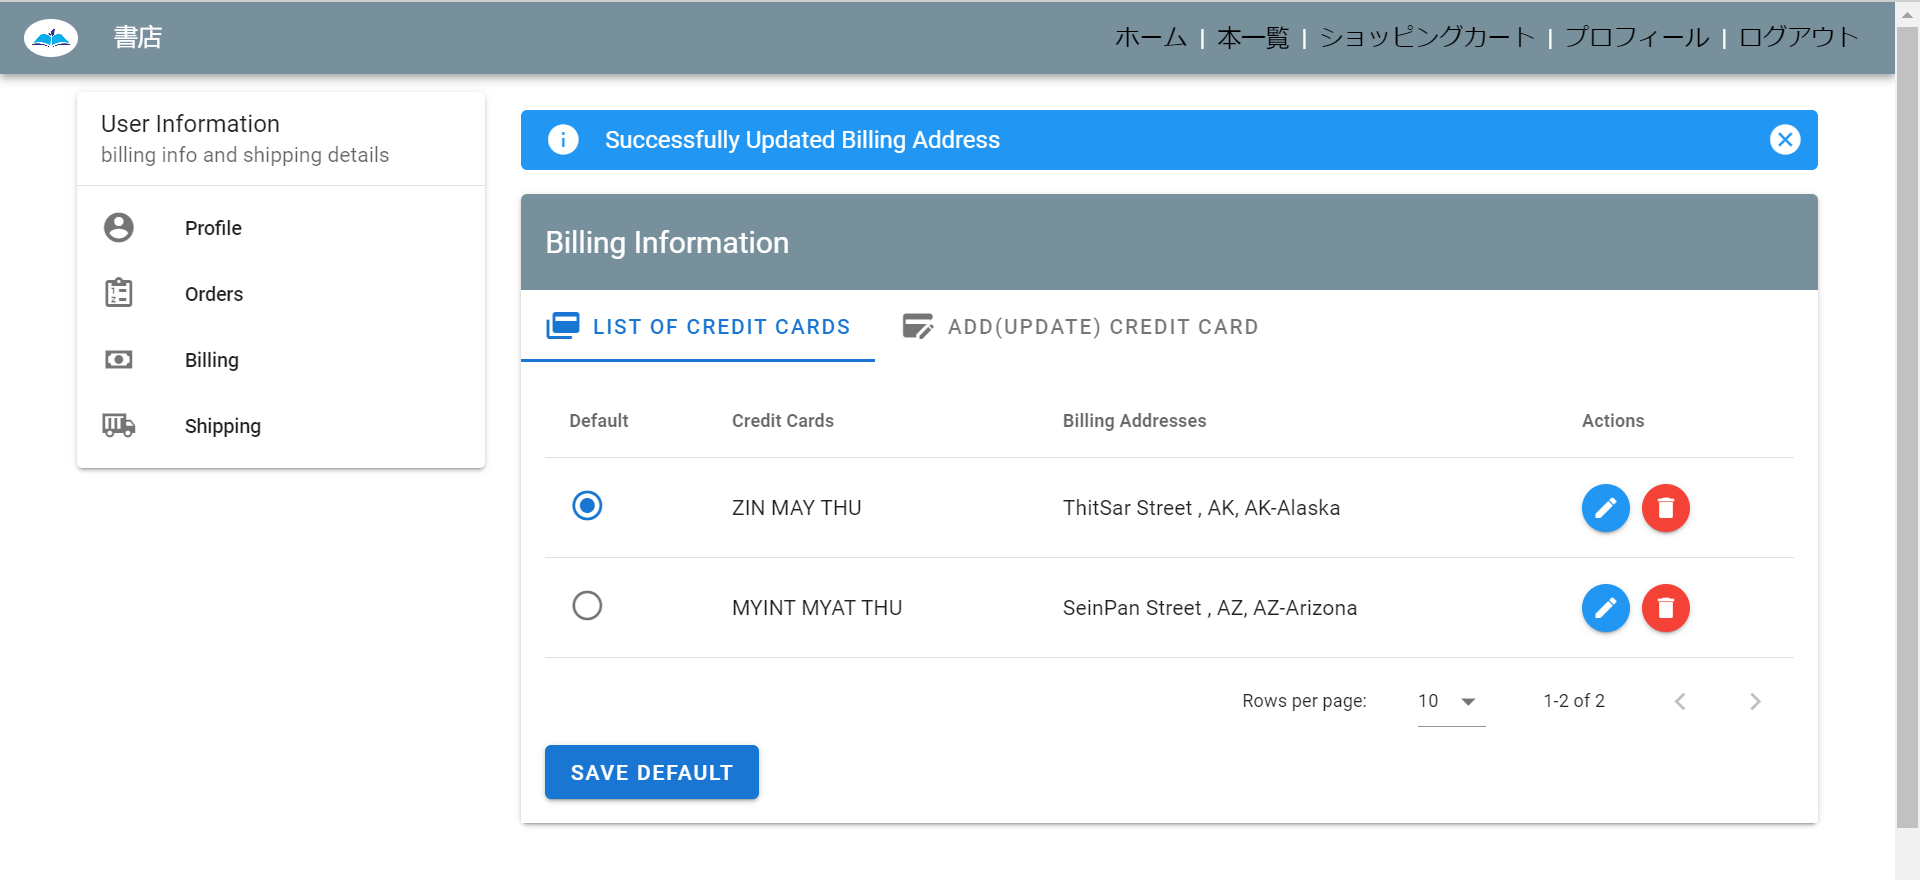 書店
ホーム | 本一覧 | ショッピングカート | プロフィール | ログアウト
User Information
billing info and shipping details
Profile
Orders
Billing
Shipping
Successfully Updated Billing Address
Billing Information
LIST OF CREDIT CARDS
ADD(UPDATE) CREDIT CARD
Default Credit Cards Billing Addresses Actions
ZIN MAY THU ThitSar Street , AK, AK-Alaska
MYINT MYAT THU SeinPan Street , AZ, AZ-Arizona
Rows per page: 10 1-2 of 2
SAVE DEFAULT